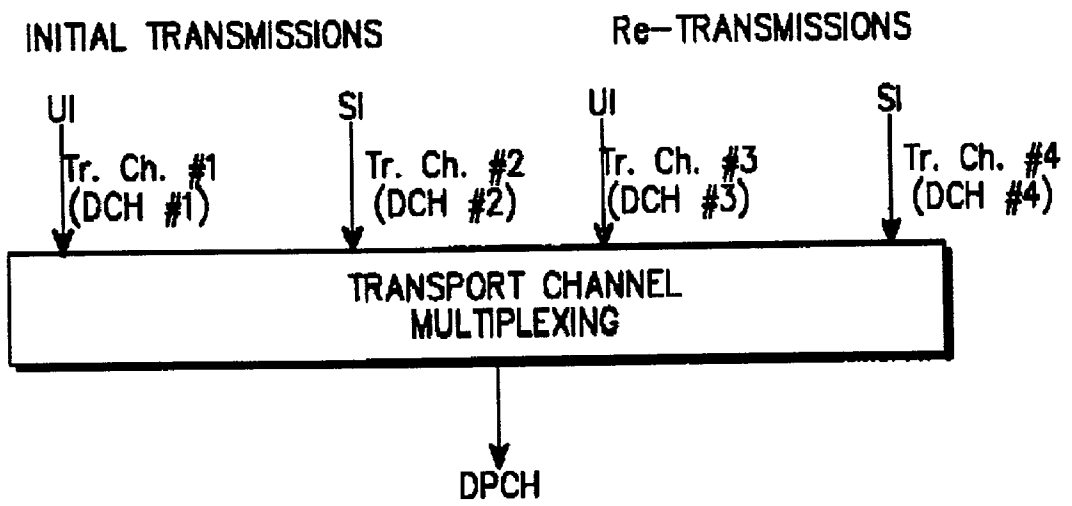 INITIAL TRANSMISSIONS
Re-TRANSMISSIONS
UI
SI
UI
SI
Tr. Ch. #1
(DCH #1)
Tr. Ch. #2
(DCH #2)
Tr. Ch. #3
(DCH #3)
Tr. Ch. #4
(DCH #4)
TRANSPORT CHANNEL
MULTIPLEXING
DPCH